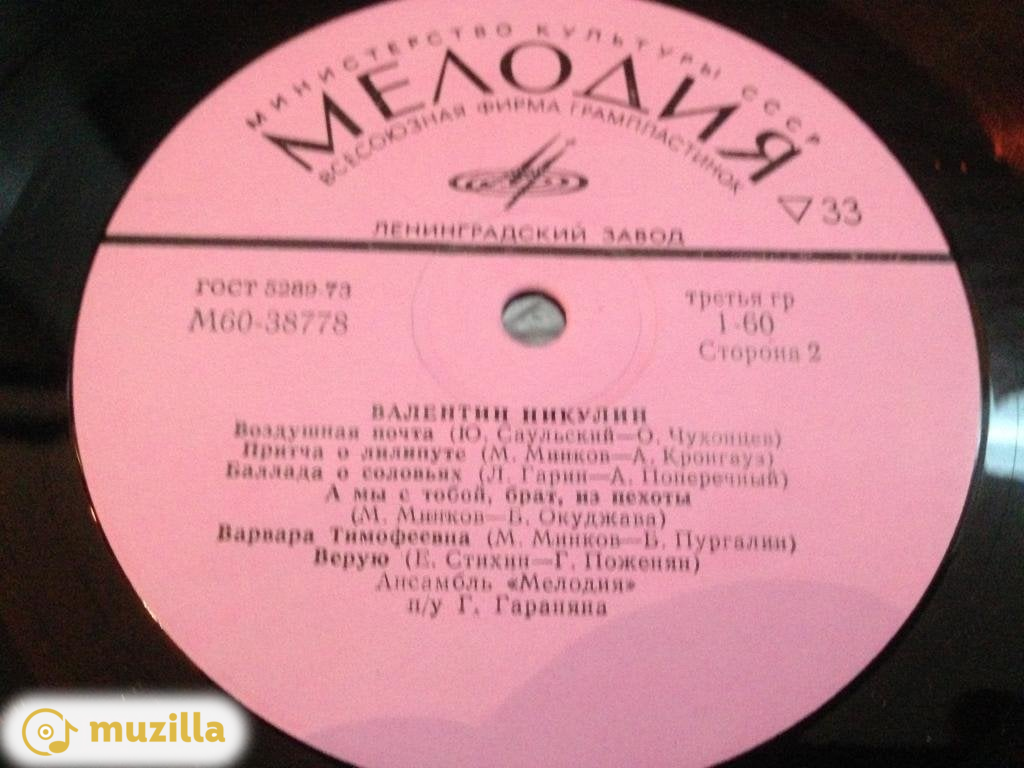 МИНИСТЕРСТВО КУЛЬТУРЫ СССР
МЕЛОДИЯ
ВСЕСОЮЗНАЯ ФИРМА ГРАМПЛАСТИНОК
▽ 33
ЛЕНИНГРАДСКИЙ ЗАВОД
ГОСТ 5289-73
третья гр
М60-38778
1-60
Сторона 2
ВАЛЕНТИН НИКУЛИН
Воздушная почта (Ю. Саульский—О. Чухонцев)
Притча о лилипуте (М. Минков—А. Кронгауз)
Баллада о соловьях (Л. Гарин—А. Поперечный)
А мы с тобой, брат, из пехоты
(М. Минков—Б. Окуджава)
Варвара Тимофеевна (М. Минков—Б. Пургалин)
Верую (Е. Стихин—Г. Поженян)
Ансамбль «Мелодия»
п/у Г. Гараняна
muzilla